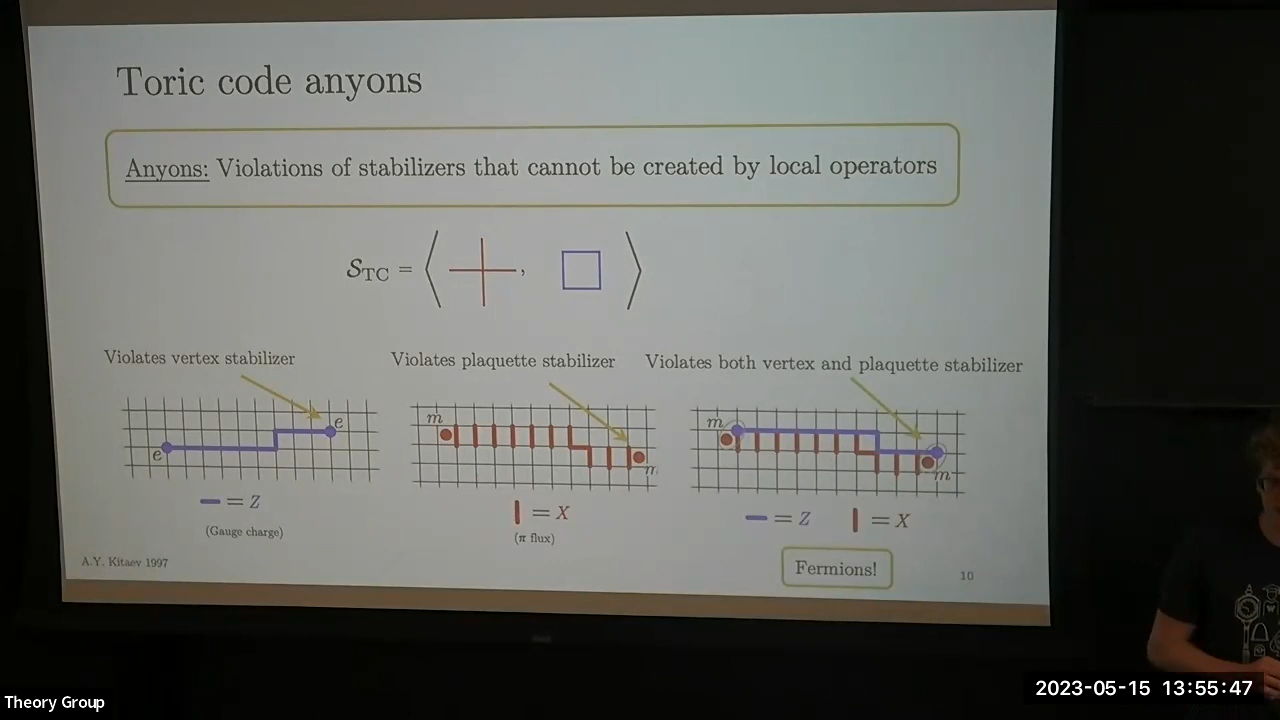 Toric code anyons
Anyons: Violations of stabilizers that cannot be created by local operators
S_TC = ⟨ , ⟩
Violates vertex stabilizer
Violates plaquette stabilizer
Violates both vertex and plaquette stabilizer
e
e
m
m
m
= Z
(Gauge charge)
= X
(π flux)
= Z
= X
Fermions!
A.Y. Kitaev 1997
10
Theory Group
2023-05-15 13:55:47